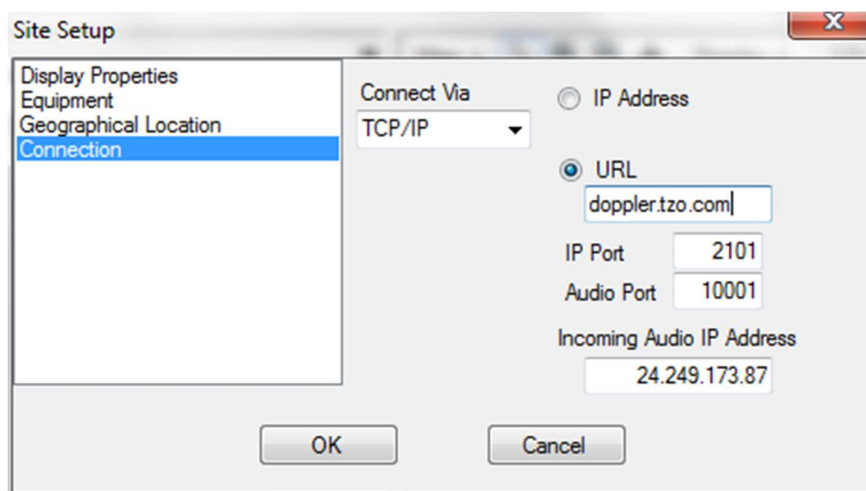 Site Setup
Display Properties
Equipment
Geographical Location
Connection
Connect Via
TCP/IP
IP Address
URL
doppler.tzo.com
IP Port 2101
Audio Port 10001
Incoming Audio IP Address
24.249.173.87
OK Cancel